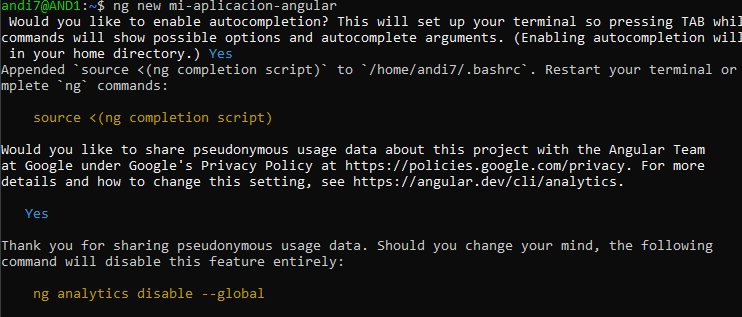 andi7@AND1:~$ ng new mi-aplicacion-angular
Would you like to enable autocompletion? This will set up your terminal so pressing TAB
commands will show possible options and autocomplete arguments. (Enabling autocompletion will
in your home directory.) Yes
Appended `source <(ng completion script)` to `/home/andi7/.bashrc`. Restart your terminal or
mplete `ng` commands:
source <(ng completion script)
Would you like to share pseudonymous usage data about this project with the Angular Team
at Google under Google's Privacy Policy at https://policies.google.com/privacy. For more
details and how to change this setting, see https://angular.dev/cli/analytics.
Yes
Thank you for sharing pseudonymous usage data. Should you change your mind, the following
command will disable this feature entirely:
ng analytics disable --global